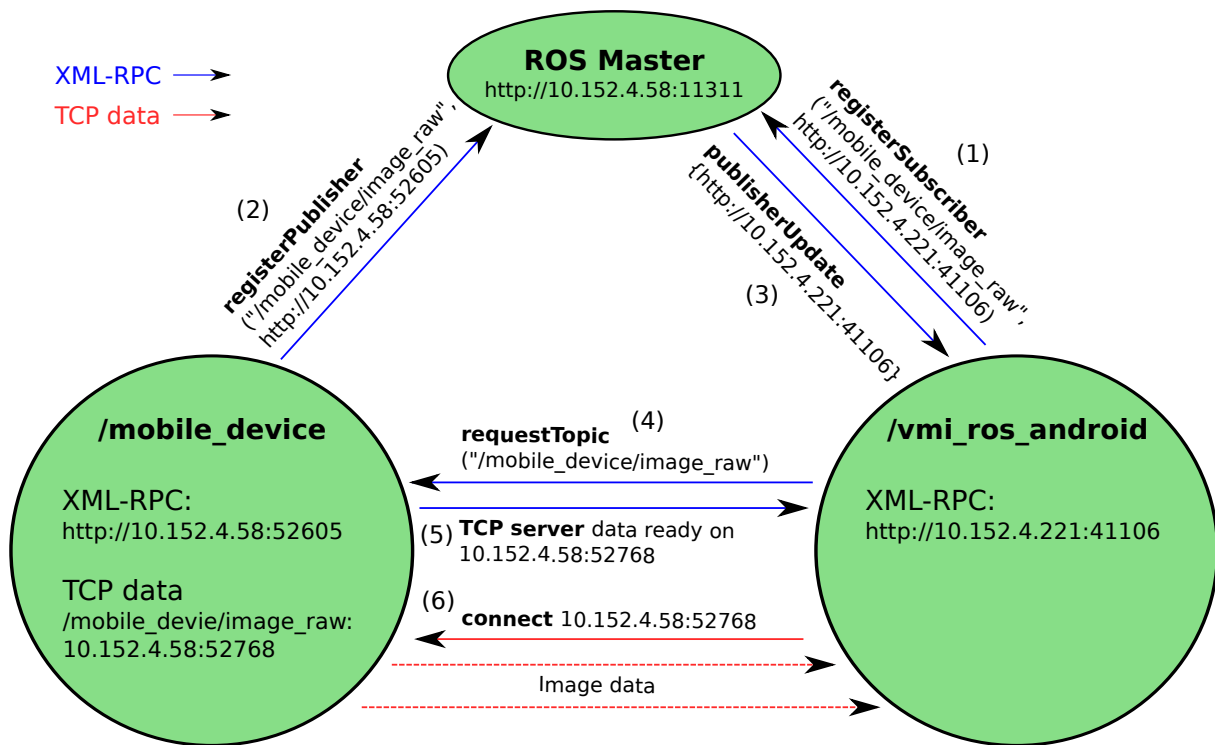 XML-RPC
TCP data
ROS Master
http://10.152.4.58:11311
(1)
registerSubscriber
("/mobile_device/image_raw",
http://10.152.4.221:41106)
(2)
registerPublisher
("/mobile_device/image_raw",
http://10.152.4.58:52605)
(3)
publisherUpdate
{http://10.152.4.221:41106}
/mobile_device
XML-RPC:
http://10.152.4.58:52605
TCP data
/mobile_devie/image_raw:
10.152.4.58:52768
(4)
requestTopic
("/mobile_device/image_raw")
(5)
TCP server data ready on
10.152.4.58:52768
(6)
connect 10.152.4.58:52768
Image data
/vmi_ros_android
XML-RPC:
http://10.152.4.221:41106